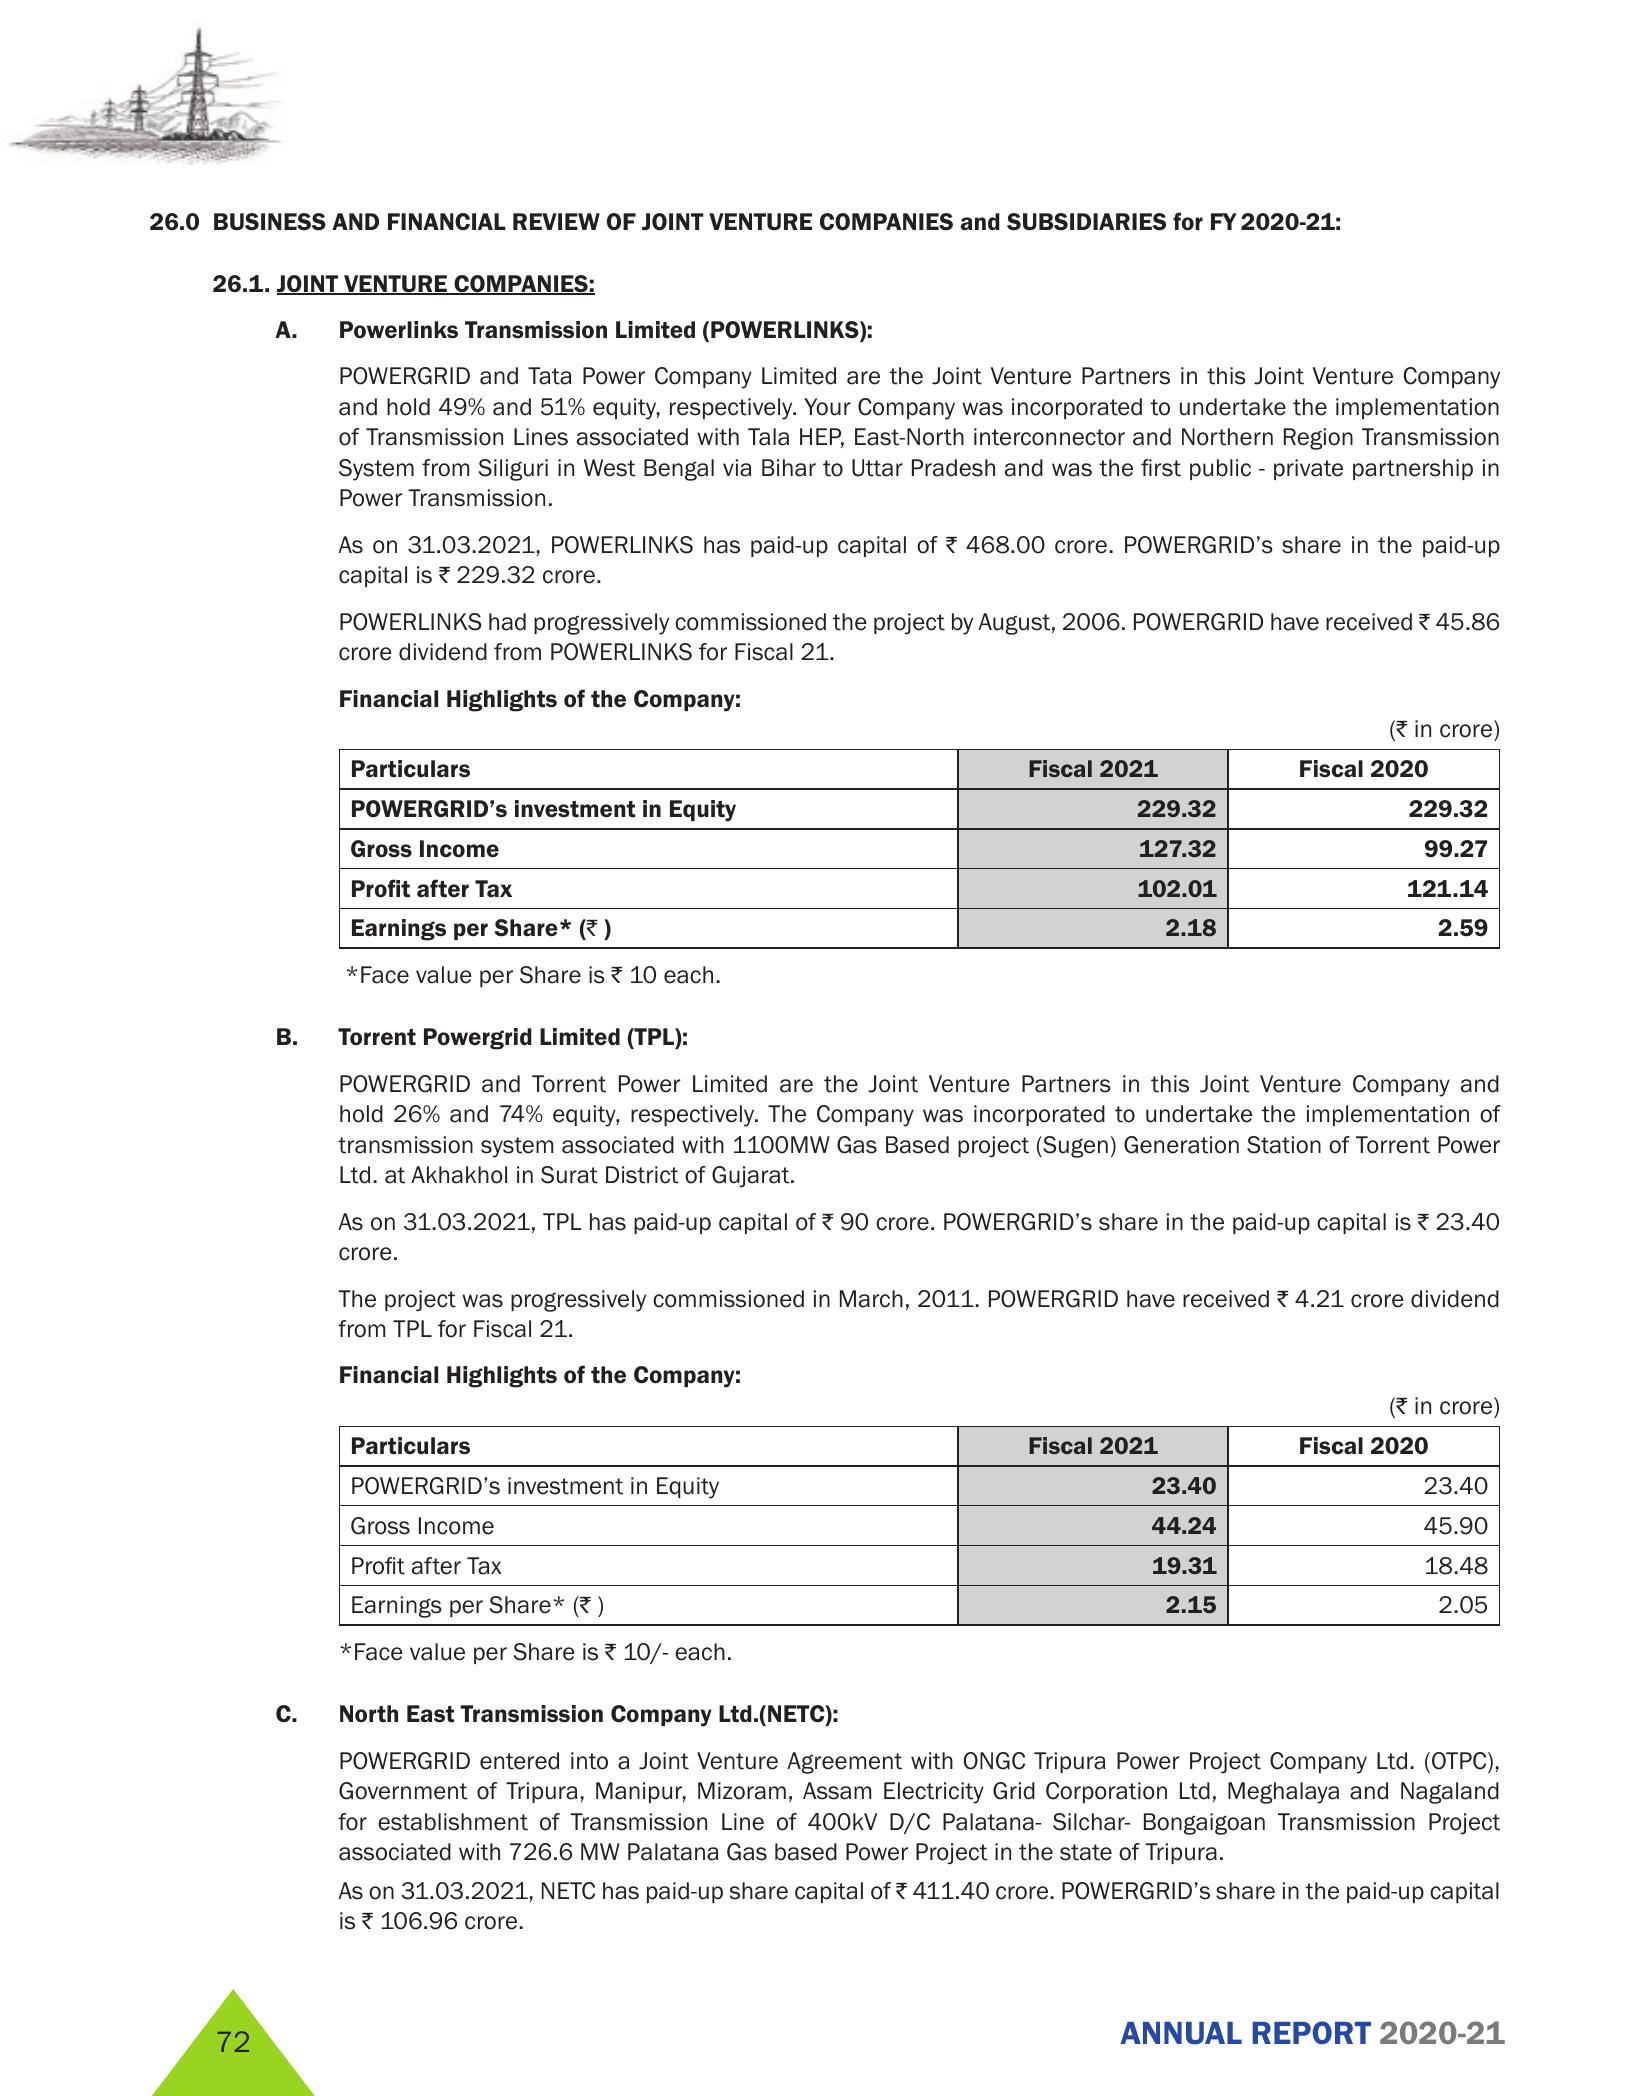 26.0 BUSINESS AND FINANCIAL REVIEW OF JOINT VENTURE COMPANIES and SUBSIDIARIES for FY 2020-21:
26.1. JOINT VENTURE COMPANIES:
A. Powerlinks Transmission Limited (POWERLINKS):
POWERGRID and Tata Power Company Limited are the Joint Venture Partners in this Joint Venture Company
and hold 49% and 51% equity, respectively. Your Company was incorporated to undertake the implementation
of Transmission Lines associated with Tala HEP, East-North interconnector and Northern Region Transmission
System from Siliguri in West Bengal via Bihar to Uttar Pradesh and was the first public - private partnership in
Power Transmission.
As on 31.03.2021, POWERLINKS has paid-up capital of ₹ 468.00 crore. POWERGRID’s share in the paid-up
capital is ₹ 229.32 crore.
POWERLINKS had progressively commissioned the project by August, 2006. POWERGRID have received ₹ 45.86
crore dividend from POWERLINKS for Fiscal 21.
Financial Highlights of the Company:
(₹ in crore)
Particulars Fiscal 2021 Fiscal 2020
POWERGRID’s investment in Equity 229.32 229.32
Gross Income 127.32 99.27
Profit after Tax 102.01 121.14
Earnings per Share* (₹ ) 2.18 2.59
*Face value per Share is ₹ 10 each.
B. Torrent Powergrid Limited (TPL):
POWERGRID and Torrent Power Limited are the Joint Venture Partners in this Joint Venture Company and
hold 26% and 74% equity, respectively. The Company was incorporated to undertake the implementation of
transmission system associated with 1100MW Gas Based project (Sugen) Generation Station of Torrent Power
Ltd. at Akhakhol in Surat District of Gujarat.
As on 31.03.2021, TPL has paid-up capital of ₹ 90 crore. POWERGRID’s share in the paid-up capital is ₹ 23.40
crore.
The project was progressively commissioned in March, 2011. POWERGRID have received ₹ 4.21 crore dividend
from TPL for Fiscal 21.
Financial Highlights of the Company:
(₹ in crore)
Particulars Fiscal 2021 Fiscal 2020
POWERGRID’s investment in Equity 23.40 23.40
Gross Income 44.24 45.90
Profit after Tax 19.31 18.48
Earnings per Share* (₹ ) 2.15 2.05
*Face value per Share is ₹ 10/- each.
C. North East Transmission Company Ltd.(NETC):
POWERGRID entered into a Joint Venture Agreement with ONGC Tripura Power Project Company Ltd. (OTPC),
Government of Tripura, Manipur, Mizoram, Assam Electricity Grid Corporation Ltd, Meghalaya and Nagaland
for establishment of Transmission Line of 400kV D/C Palatana- Silchar- Bongaigoan Transmission Project
associated with 726.6 MW Palatana Gas based Power Project in the state of Tripura.
As on 31.03.2021, NETC has paid-up share capital of ₹ 411.40 crore. POWERGRID’s share in the paid-up capital
is ₹ 106.96 crore.
72
ANNUAL REPORT 2020-21